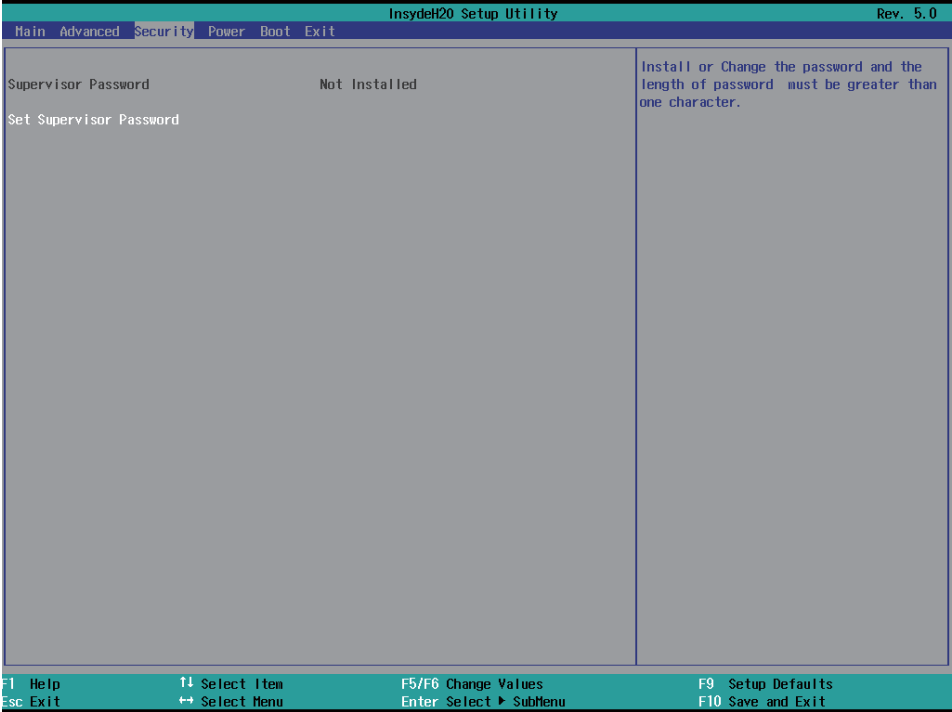 InsydeH20 Setup Utility Rev. 5.0
Main Advanced Security Power Boot Exit
Supervisor Password Not Installed
Set Supervisor Password
Install or Change the password and the
length of password must be greater than
one character.
F1 Help ↑↓ Select Item F5/F6 Change Values F9 Setup Defaults
Esc Exit ↔ Select Menu Enter Select ▶ SubMenu F10 Save and Exit